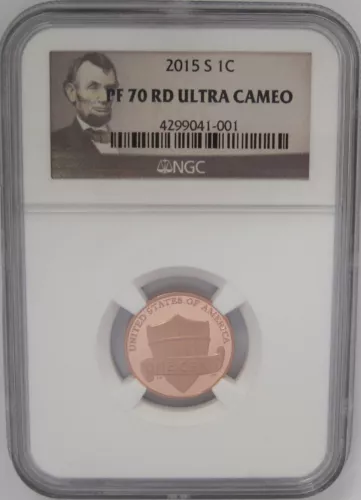 2015 S 1C
PF 70 RD ULTRA CAMEO
4299041-001
NGC
UNITED STATES OF AMERICA